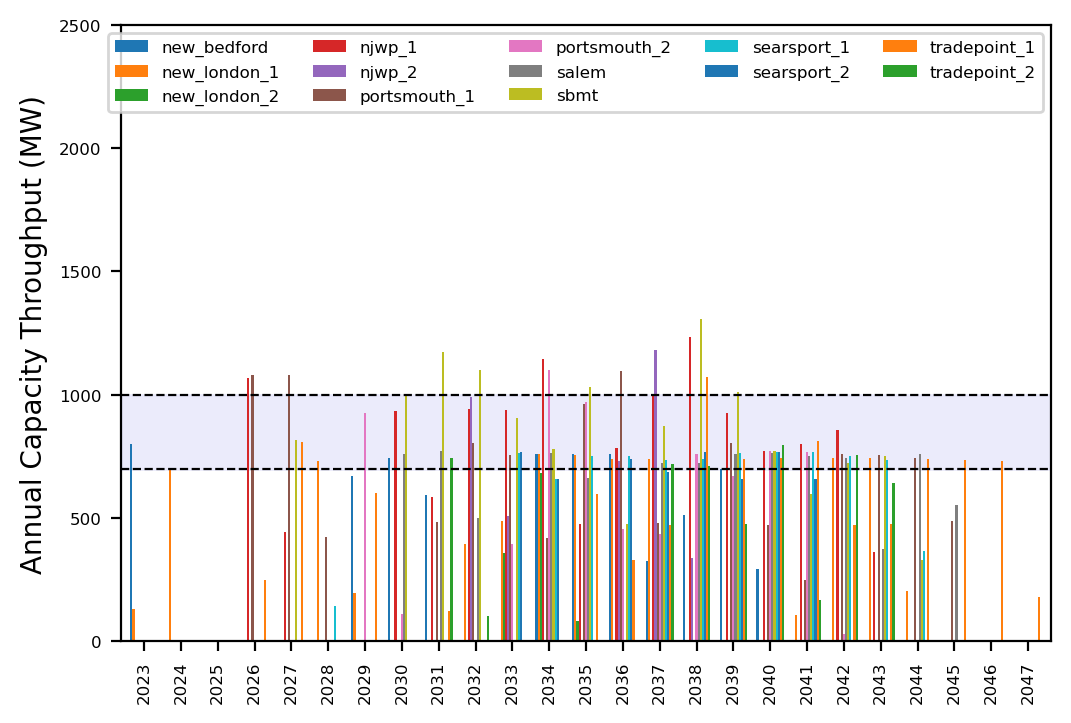 2500
new_bedford njwp_1 portsmouth_2 searsport_1 tradepoint_1
new_london_1 njwp_2 salem searsport_2 tradepoint_2
new_london_2 portsmouth_1 sbmt
2000
1500
1000
500
0
Annual Capacity Throughput (MW)
2023 2024 2025 2026 2027 2028 2029 2030 2031 2032 2033 2034 2035 2036 2037 2038 2039 2040 2041 2042 2043 2044 2045 2046 2047